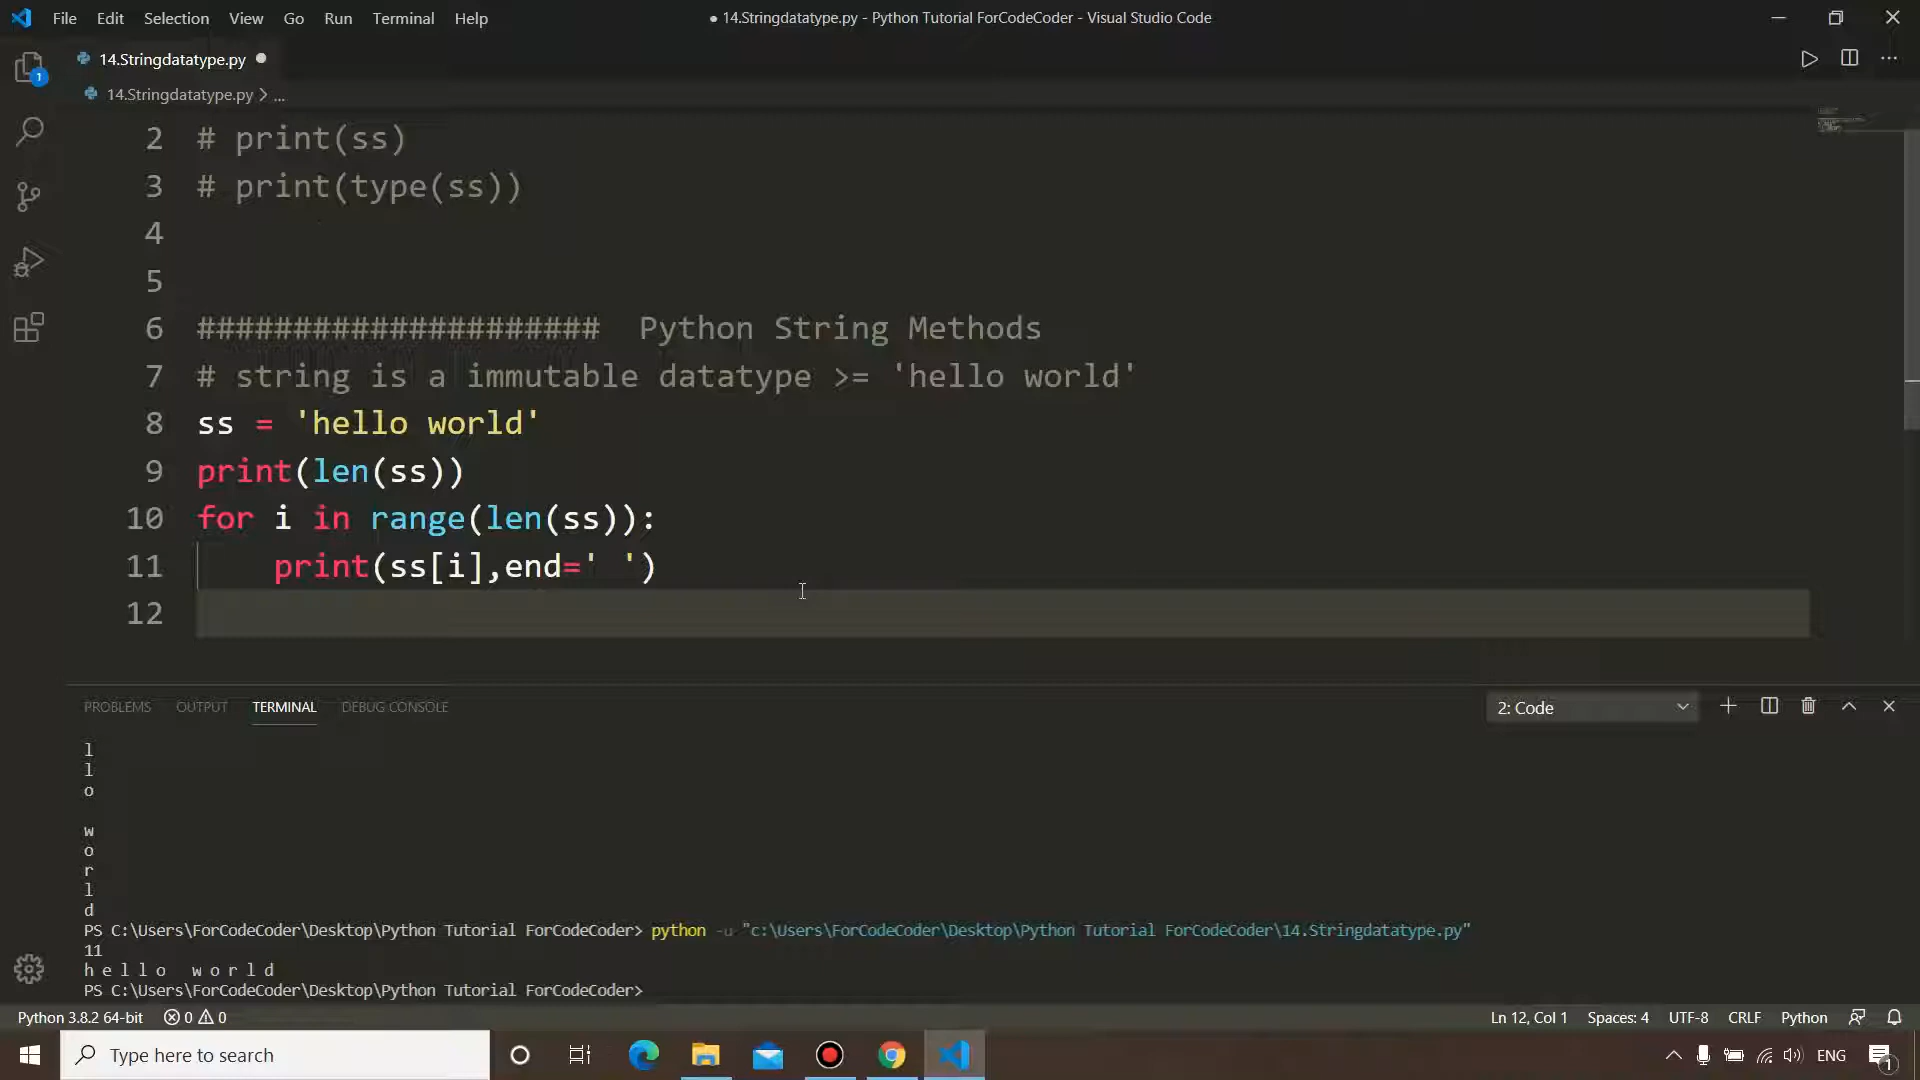 File Edit Selection View Go Run Terminal Help
● 14.Stringdatatype.py - Python Tutorial ForCodeCoder - Visual Studio Code
14.Stringdatatype.py ●
14.Stringdatatype.py > ...
1
2 # print(ss)
3 # print(type(ss))
4
5
6 ##################### Python String Methods
7 # string is a immutable datatype >= 'hello world'
8 ss = 'hello world'
9 print(len(ss))
10 for i in range(len(ss)):
11 print(ss[i],end=' ')
12
PROBLEMS OUTPUT TERMINAL DEBUG CONSOLE
2: Code
l
l
o
w
o
r
l
d
PS C:\Users\ForCodeCoder\Desktop\Python Tutorial ForCodeCoder> python -u "c:\Users\ForCodeCoder\Desktop\Python Tutorial ForCodeCoder\14.Stringdatatype.py"
11
h e l l o   w o r l d
PS C:\Users\ForCodeCoder\Desktop\Python Tutorial ForCodeCoder>
Python 3.8.2 64-bit 0 0
Ln 12, Col 1 Spaces: 4 UTF-8 CRLF Python
Type here to search
ENG
1